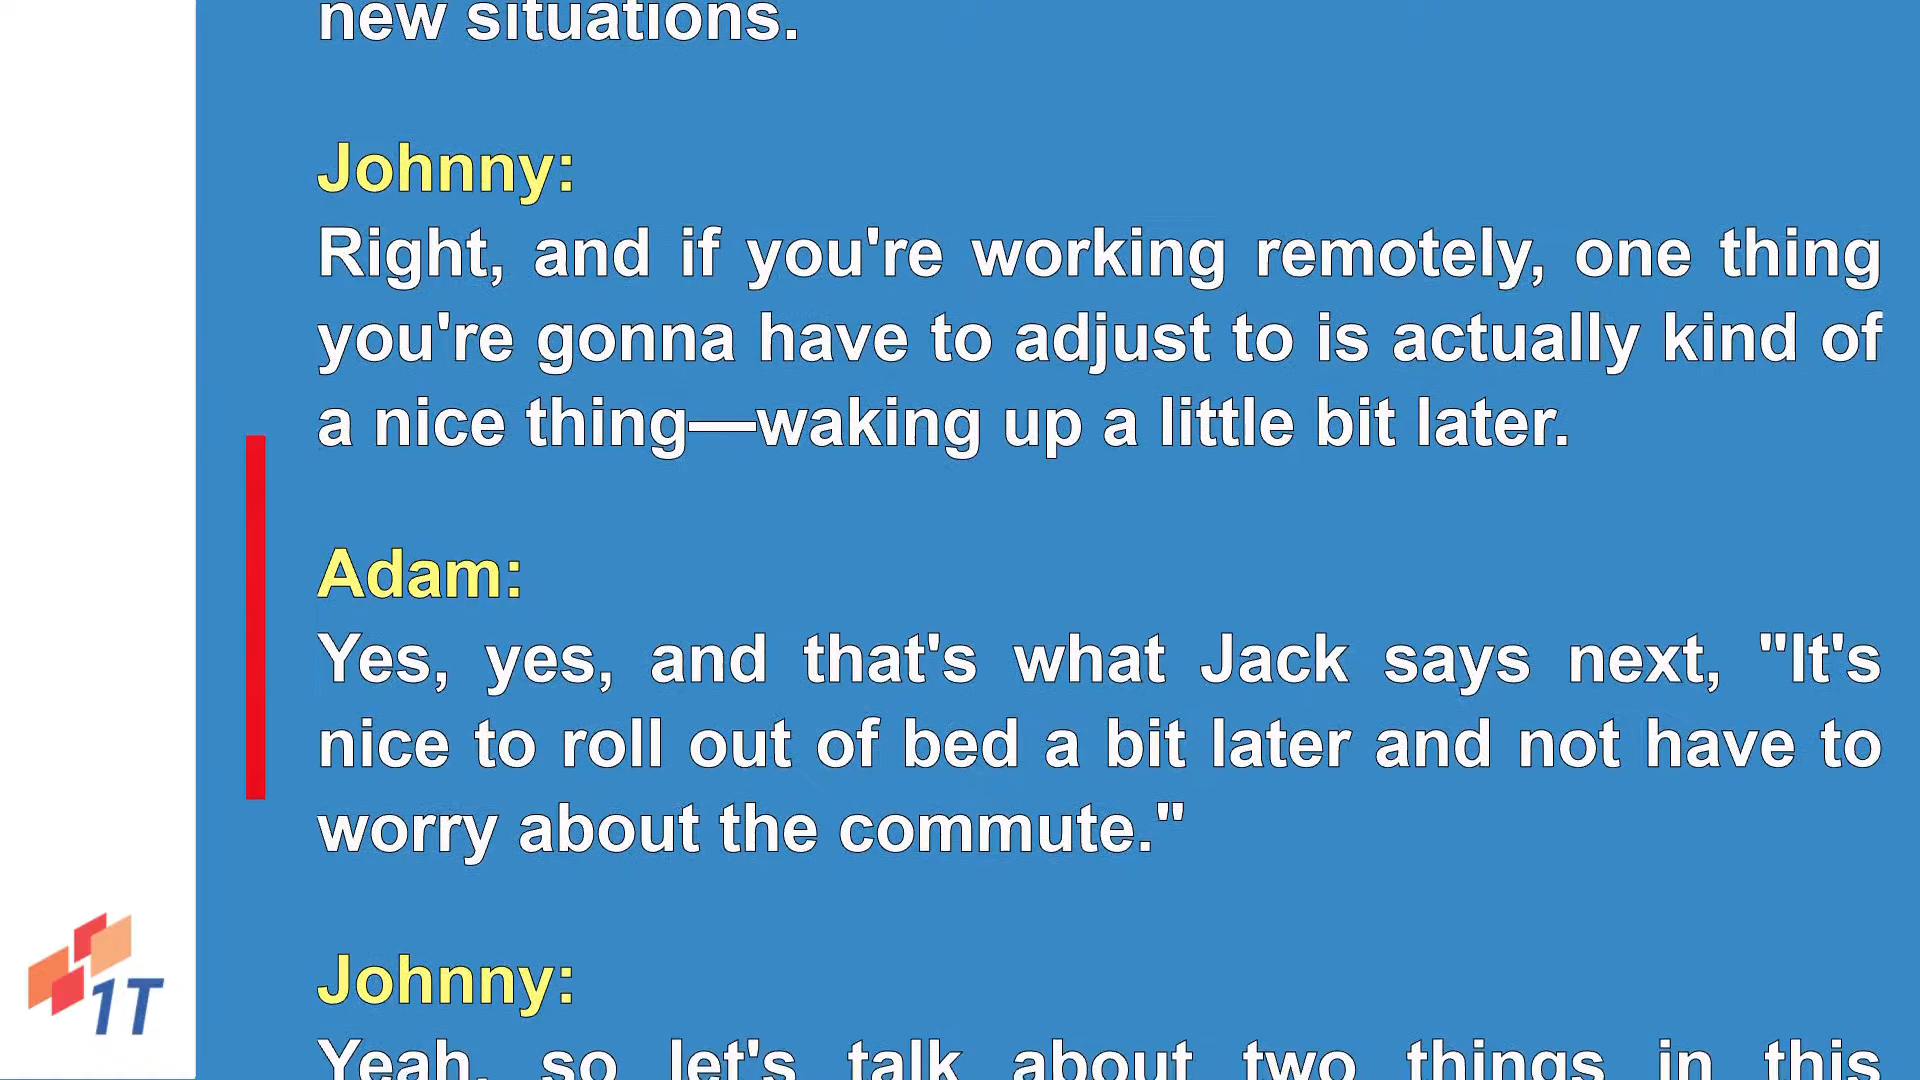 new situations.
Johnny:
Right, and if you're working remotely, one thing
you're gonna have to adjust to is actually kind of
a nice thing—waking up a little bit later.
Adam:
Yes, yes, and that's what Jack says next, "It's
nice to roll out of bed a bit later and not have to
worry about the commute."
Johnny:
Yeah, so let's talk about two things in this
1T